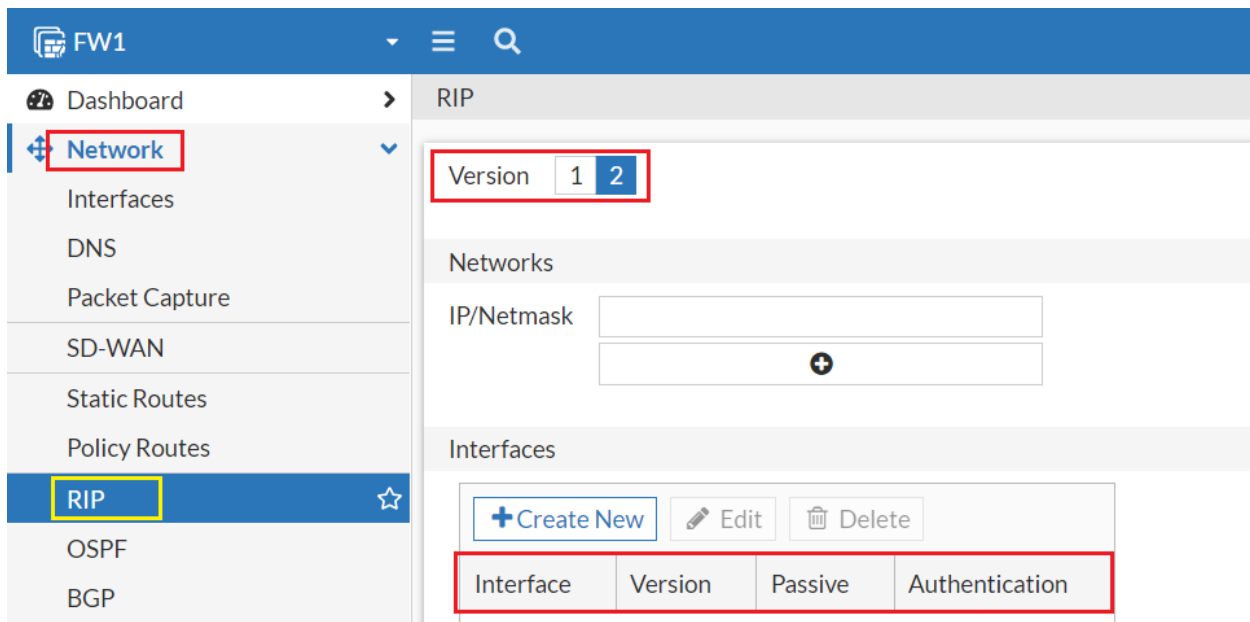 FW1
Dashboard
RIP
Network
Version 1 2
Interfaces
DNS
Networks
Packet Capture
IP/Netmask
SD-WAN
Static Routes
Policy Routes
Interfaces
RIP
Create New Edit Delete
OSPF
Interface Version Passive Authentication
BGP